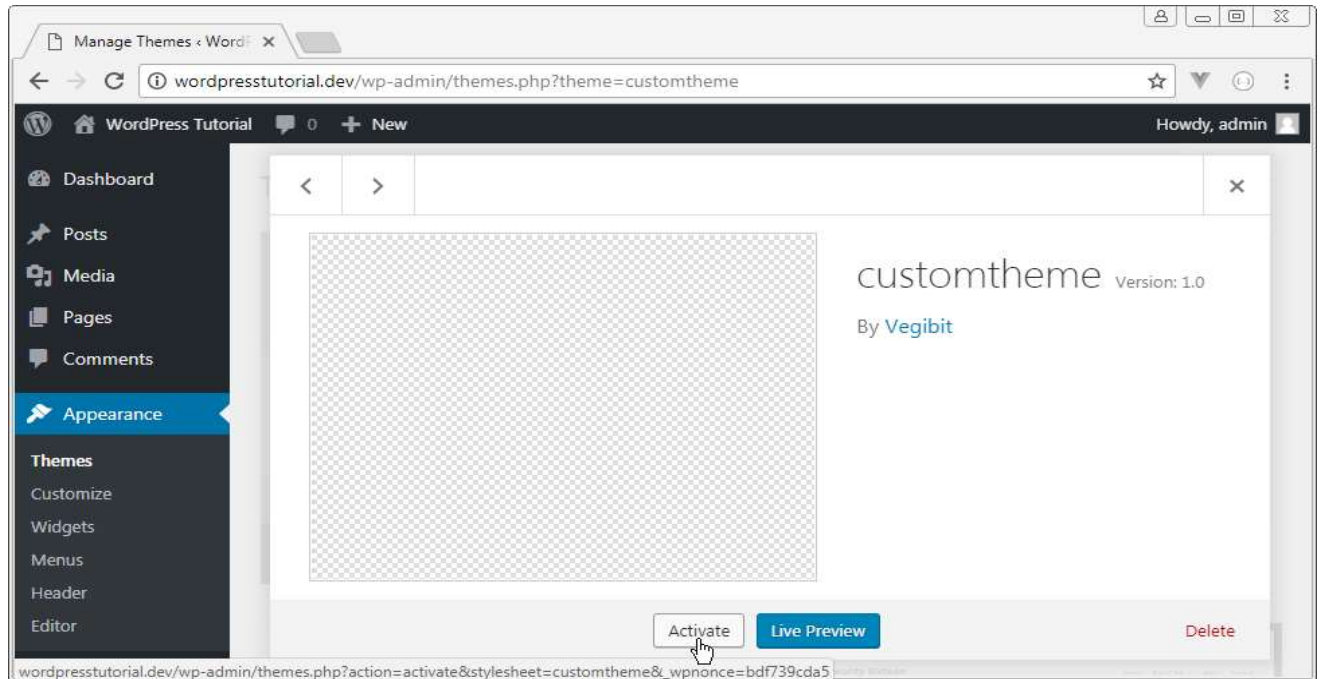 Manage Themes ‹ Word
wordpresstutorial.dev/wp-admin/themes.php?theme=customtheme
WordPress Tutorial 0 + New Howdy, admin
Dashboard
Posts
Media
Pages
Comments
Appearance
Themes
Customize
Widgets
Menus
Header
Editor
customtheme Version: 1.0
By Vegibit
Activate Live Preview Delete
wordpresstutorial.dev/wp-admin/themes.php?action=activate&stylesheet=customtheme&_wpnonce=bdf739cda5